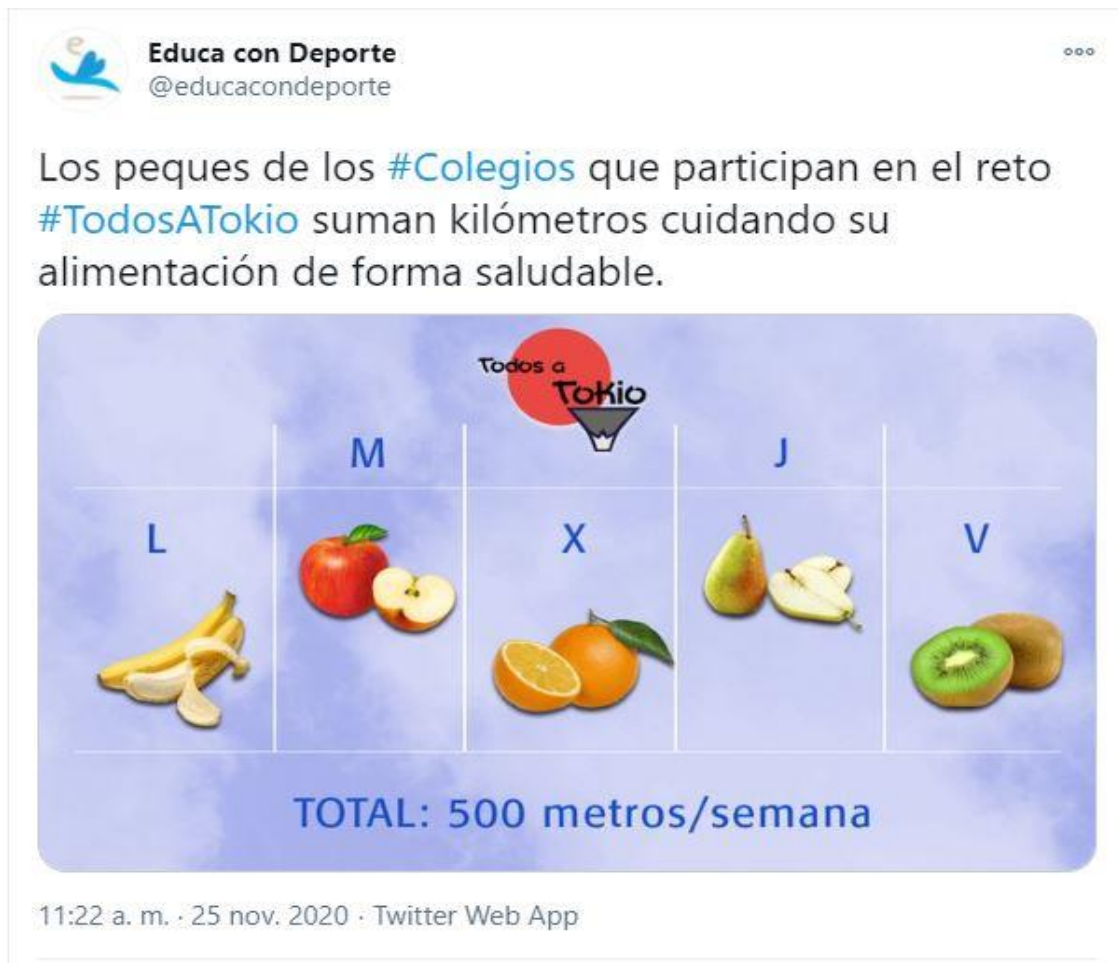 Educa con Deporte
@educacondeporte
Los peques de los #Colegios que participan en el reto
#TodosATokio suman kilómetros cuidando su
alimentación de forma saludable.
Todos a
Tokio
M
J
L
X
V
TOTAL: 500 metros/semana
11:22 a. m. · 25 nov. 2020 · Twitter Web App